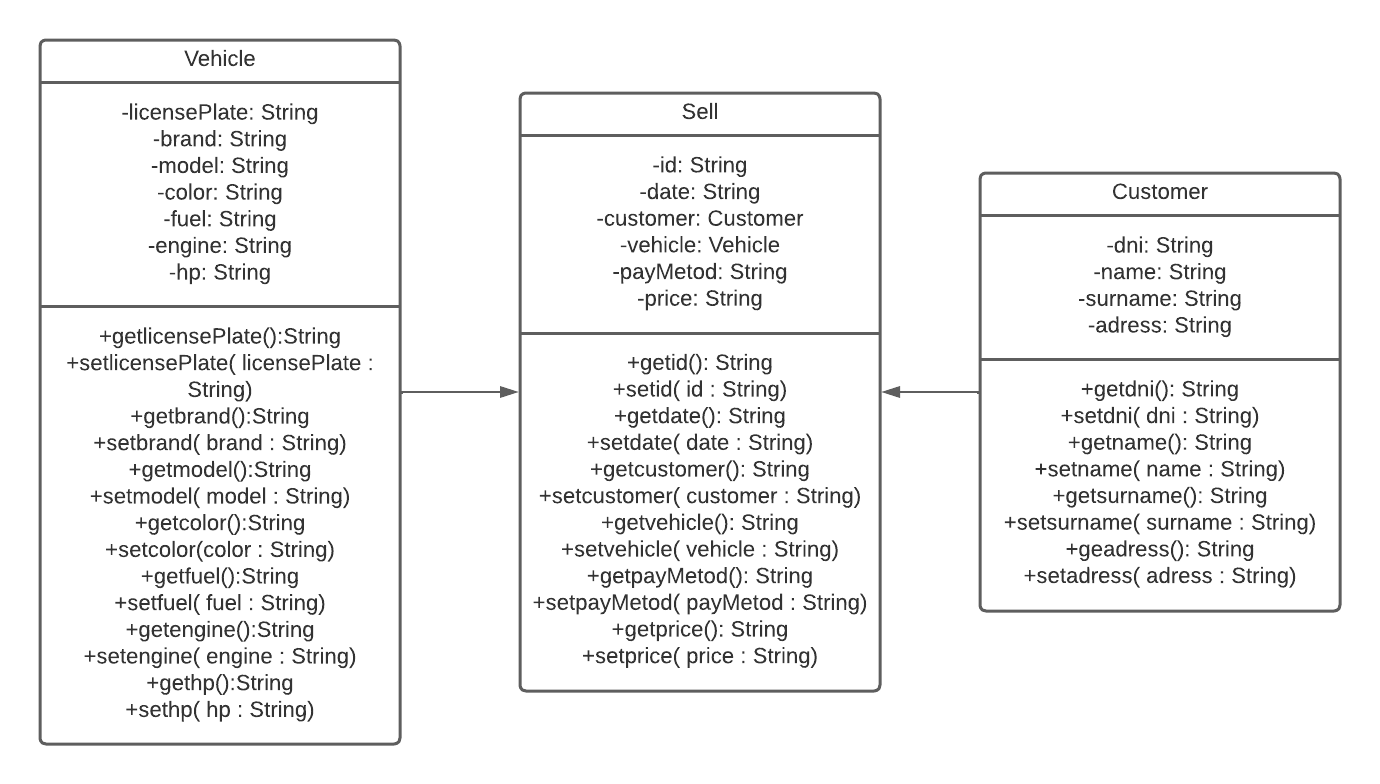 Vehicle
-licensePlate: String
-brand: String
-model: String
-color: String
-fuel: String
-engine: String
-hp: String
+getlicensePlate():String
+setlicensePlate( licensePlate :
String)
+getbrand():String
+setbrand( brand : String)
+getmodel():String
+setmodel( model : String)
+getcolor():String
+setcolor(color : String)
+getfuel():String
+setfuel( fuel : String)
+getengine():String
+setengine( engine : String)
+gethp():String
+sethp( hp : String)
Sell
-id: String
-date: String
-customer: Customer
-vehicle: Vehicle
-payMetod: String
-price: String
+getid(): String
+setid( id : String)
+getdate(): String
+setdate( date : String)
+getcustomer(): String
+setcustomer( customer : String)
+getvehicle(): String
+setvehicle( vehicle : String)
+getpayMetod(): String
+setpayMetod( payMetod : String)
+getprice(): String
+setprice( price : String)
Customer
-dni: String
-name: String
-surname: String
-adress: String
+getdni(): String
+setdni( dni : String)
+getname(): String
+setname( name : String)
+getsurname(): String
+setsurname( surname : String)
+geadress(): String
+setadress( adress : String)